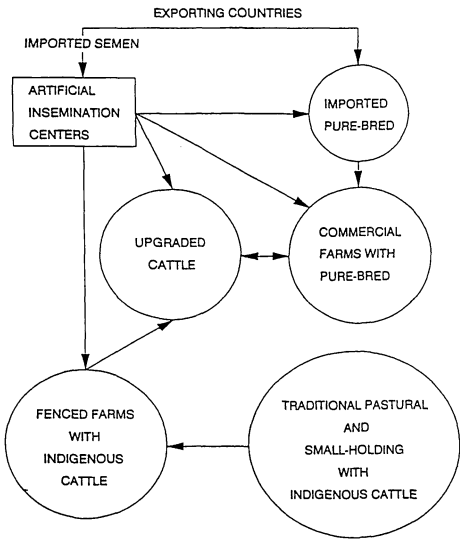 EXPORTING COUNTRIES
IMPORTED SEMEN
ARTIFICIAL
INSEMINATION
CENTERS
IMPORTED
PURE-BRED
UPGRADED
CATTLE
COMMERCIAL
FARMS WITH
PURE-BRED
FENCED FARMS
WITH
INDIGENOUS
CATTLE
TRADITIONAL PASTURAL
AND
SMALL-HOLDING
WITH
INDIGENOUS CATTLE